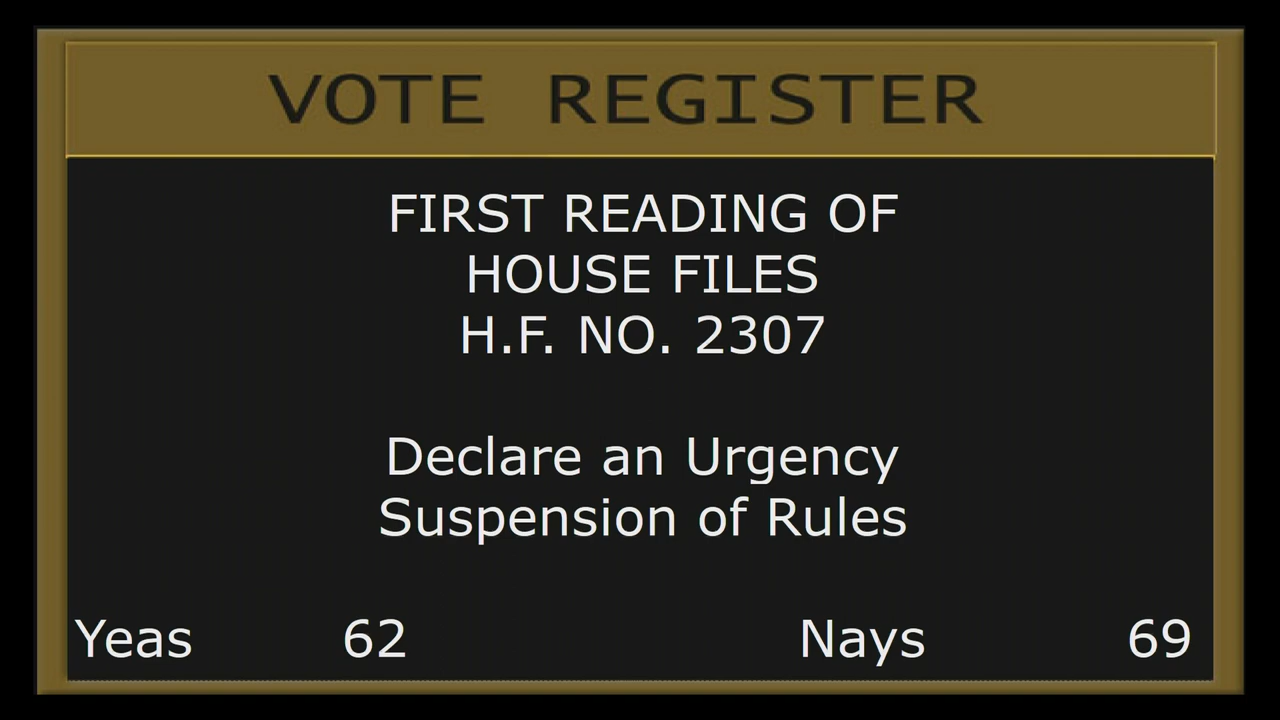 VOTE REGISTER
FIRST READING OF
HOUSE FILES
H.F. NO. 2307
Declare an Urgency
Suspension of Rules
Yeas 62 Nays 69